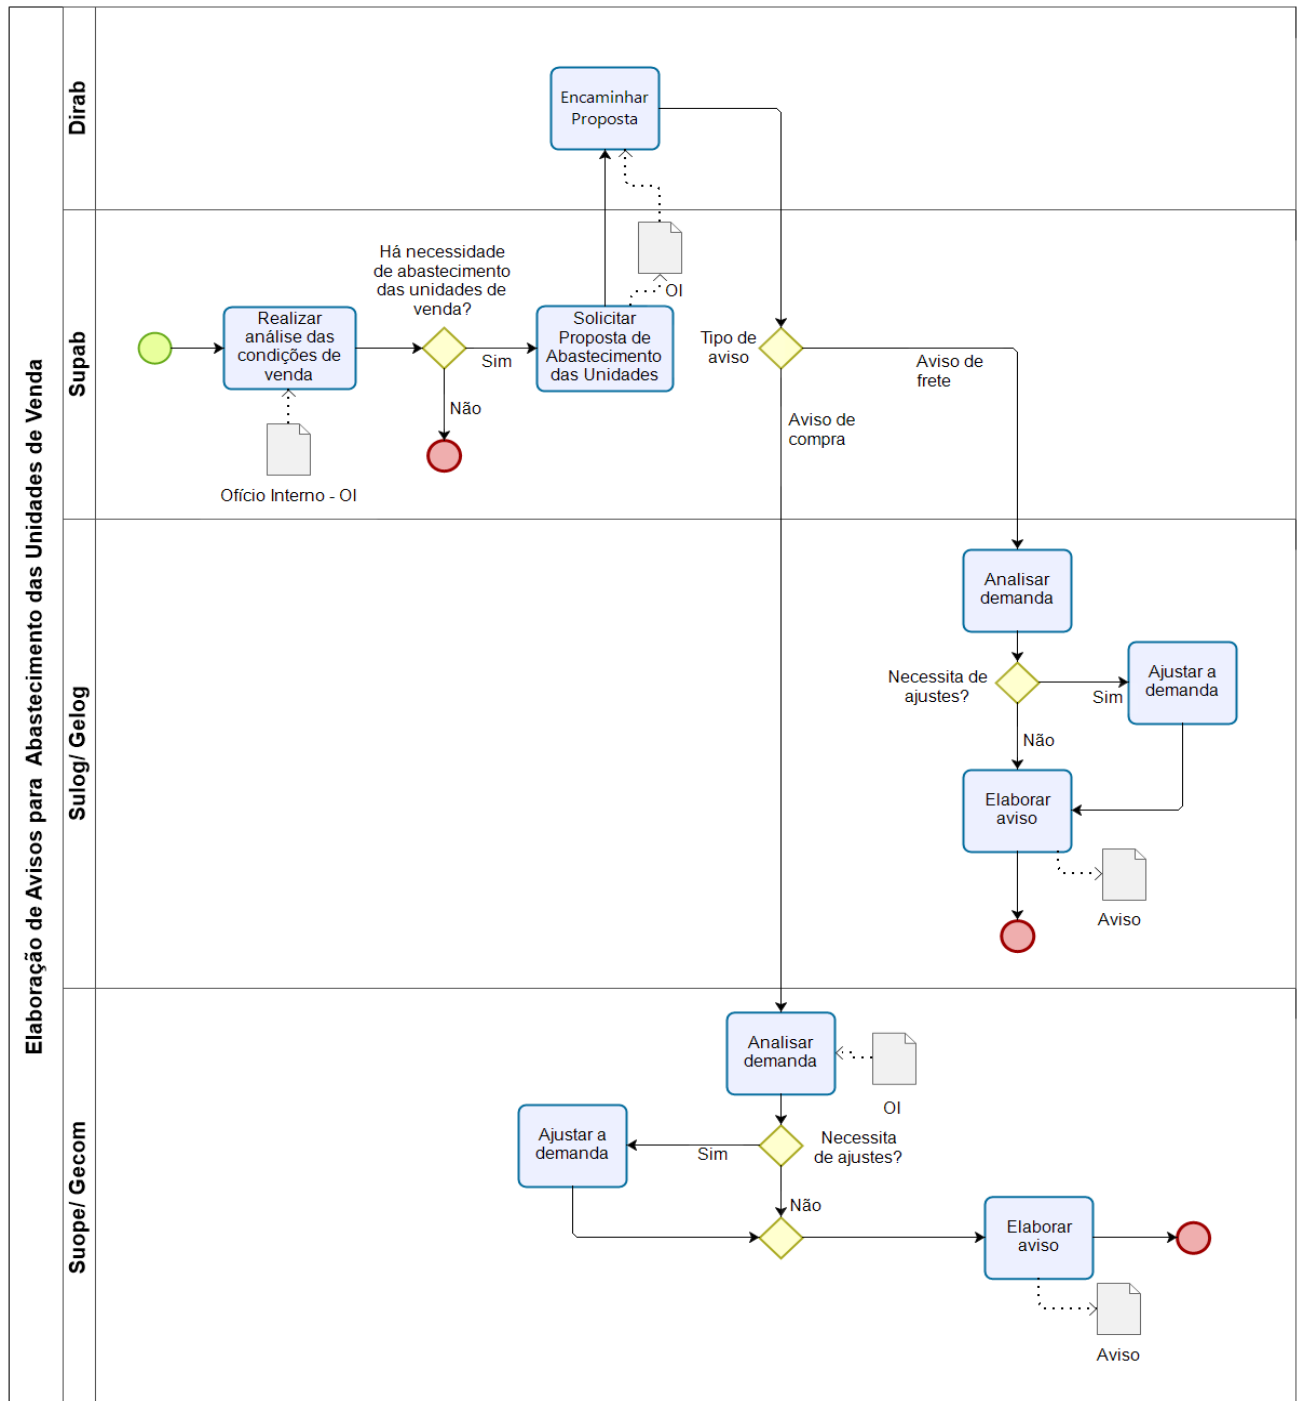 Elaboração de Avisos para  Abastecimento das Unidades de Venda
Dirab
Encaminhar
Proposta
Supab
Há necessidade
de abastecimento
das unidades de
venda?
OI
Realizar
análise das
condições de
venda
Sim
Solicitar
Proposta de
Abastecimento
das Unidades
Tipo de
aviso
Aviso de
frete
Não
Aviso de
compra
Ofício Interno - OI
Sulog/ Gelog
Analisar
demanda
Necessita de
ajustes?
Sim
Ajustar a
demanda
Não
Elaborar
aviso
Aviso
Suope/ Gecom
Analisar
demanda
OI
Ajustar a
demanda
Sim
Necessita
de ajustes?
Não
Elaborar
aviso
Aviso